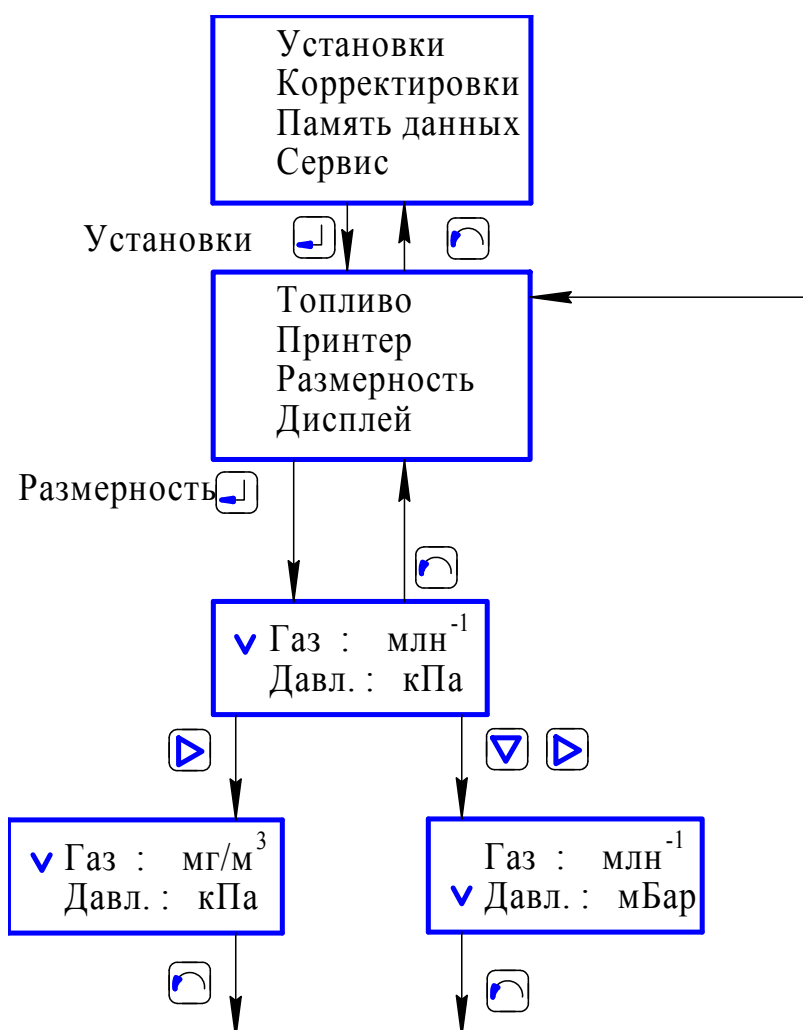 Установки
Корректировки
Память данных
Сервис
Установки
Топливо
Принтер
Размерность
Дисплей
Размерность
Газ : млн⁻¹
Давл. : кПа
Газ : мг/м³
Давл. : кПа
Газ : млн⁻¹
Давл. : мБар